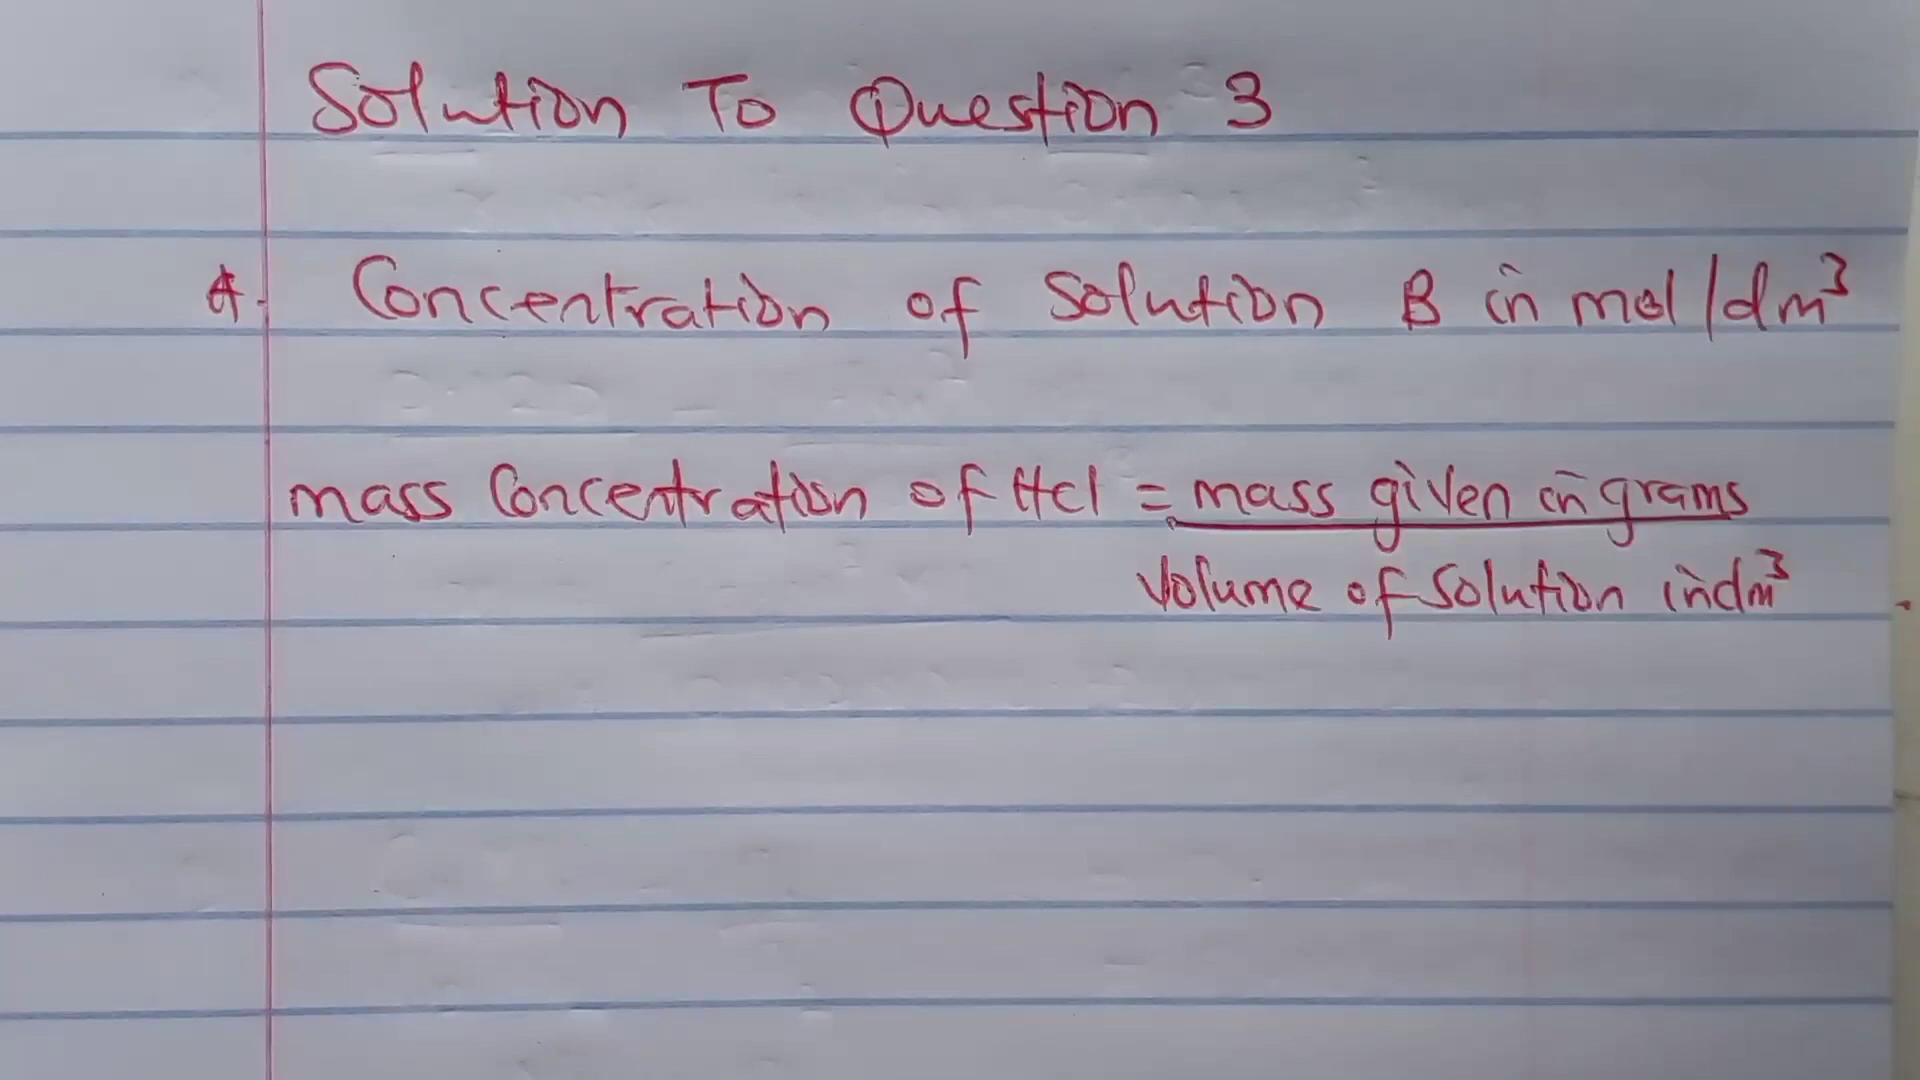 Solution To Question 3
A. Concentration of Solution B in mol/dm³
mass Concentration of Hcl = mass given in grams
Volume of Solution in dm³